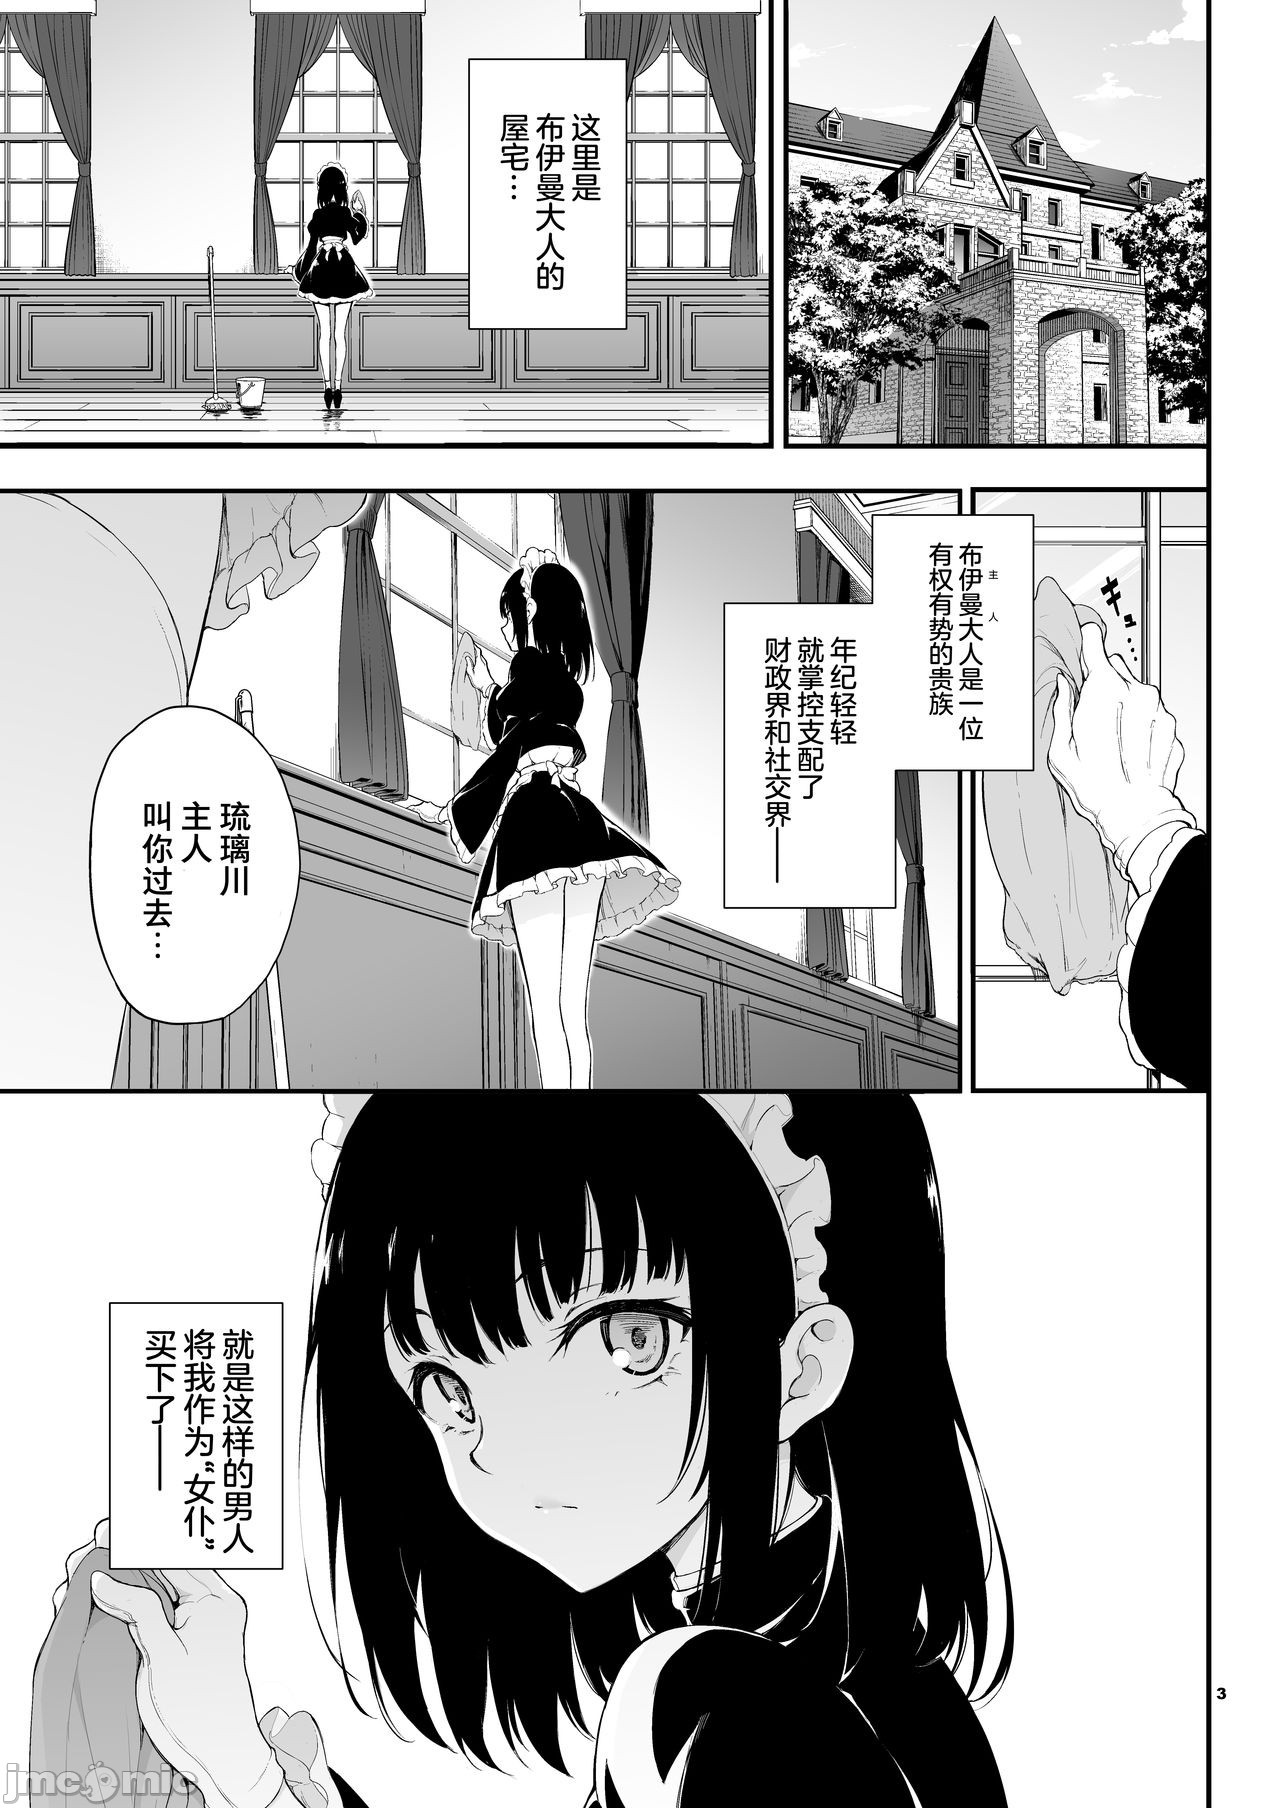 这里是
布伊曼大人的
屋宅…
キュ…
主人
布伊曼大人是一位
有权有势的贵族
年纪轻轻
就掌控支配了
财政界和社交界——
琉璃川
主人
叫你过去…
就是这样的男人
将我作为“女仆”
买下了——
3
jmcomic